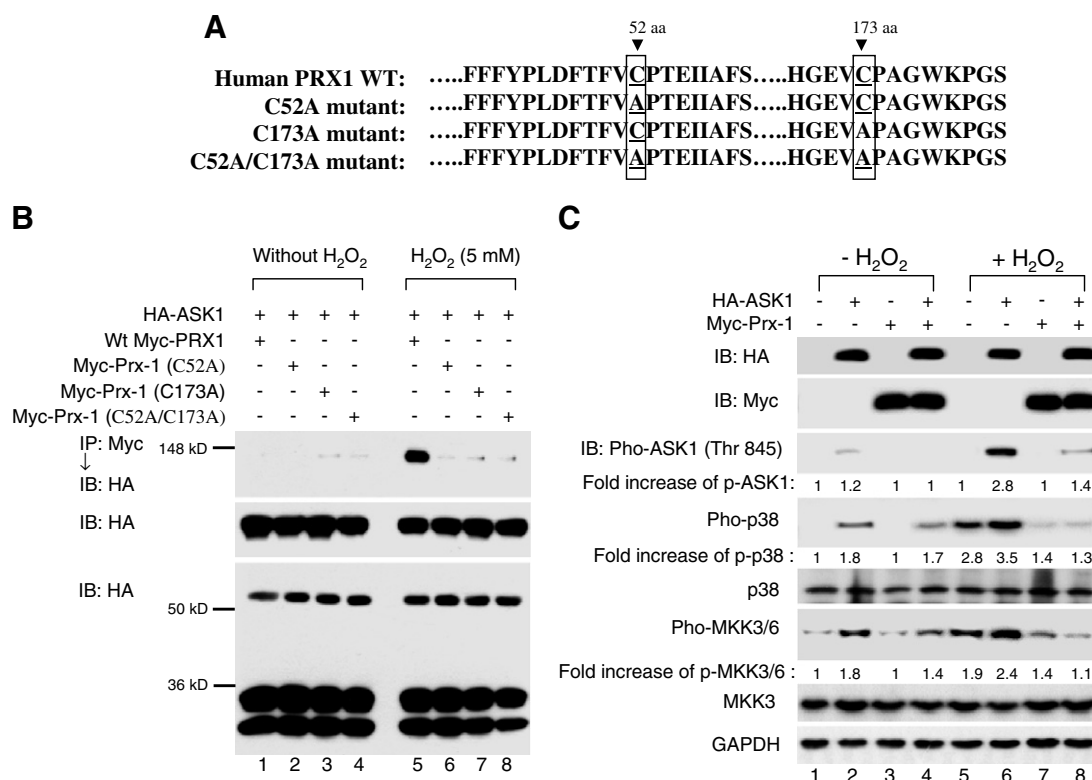 A
52 aa 173 aa
Human PRX1 WT: …..FFFYPLDFTFVCPTEIIAFS…..HGEVCPAGWKPGS
C52A mutant: …..FFFYPLDFTFVAPTEIIAFS…..HGEVCPAGWKPGS
C173A mutant: …..FFFYPLDFTFVCPTEIIAFS…..HGEVAPAGWKPGS
C52A/C173A mutant: …..FFFYPLDFTFVAPTEIIAFS…..HGEVAPAGWKPGS
B
Without H2O2 H2O2 (5 mM)
HA-ASK1 + + + + + + + +
Wt Myc-PRX1 + - - - + - - -
Myc-Prx-1 (C52A) - + - - - + - -
Myc-Prx-1 (C173A) - - + - - - + -
Myc-Prx-1 (C52A/C173A) - - - + - - - +
IP: Myc
↓
IB: HA
148 kD
IB: HA
IB: HA
50 kD
36 kD
1 2 3 4 5 6 7 8
C
- H2O2 + H2O2
HA-ASK1 - + - + - + - +
Myc-Prx-1 - - + + - - + +
IB: HA
IB: Myc
IB: Pho-ASK1 (Thr 845)
Fold increase of p-ASK1: 1 1.2 1 1 1 2.8 1 1.4
Pho-p38
Fold increase of p-p38 : 1 1.8 1 1.7 2.8 3.5 1.4 1.3
p38
Pho-MKK3/6
Fold increase of p-MKK3/6 : 1 1.8 1 1.4 1.9 2.4 1.4 1.1
MKK3
GAPDH
1 2 3 4 5 6 7 8